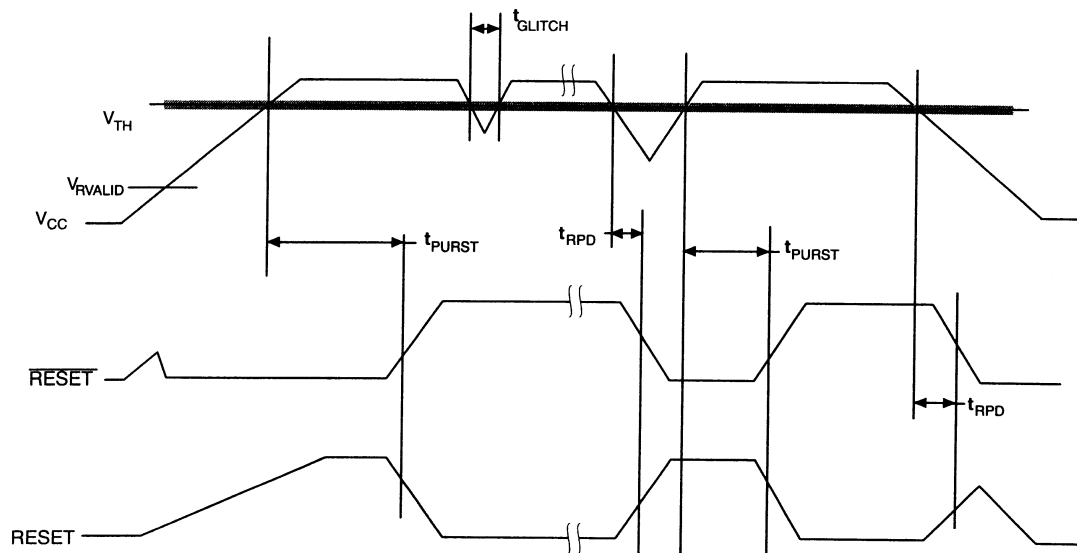 tGLITCH
VTH
VRVALID
VCC
tPURST
tRPD
tPURST
RESET
tRPD
RESET